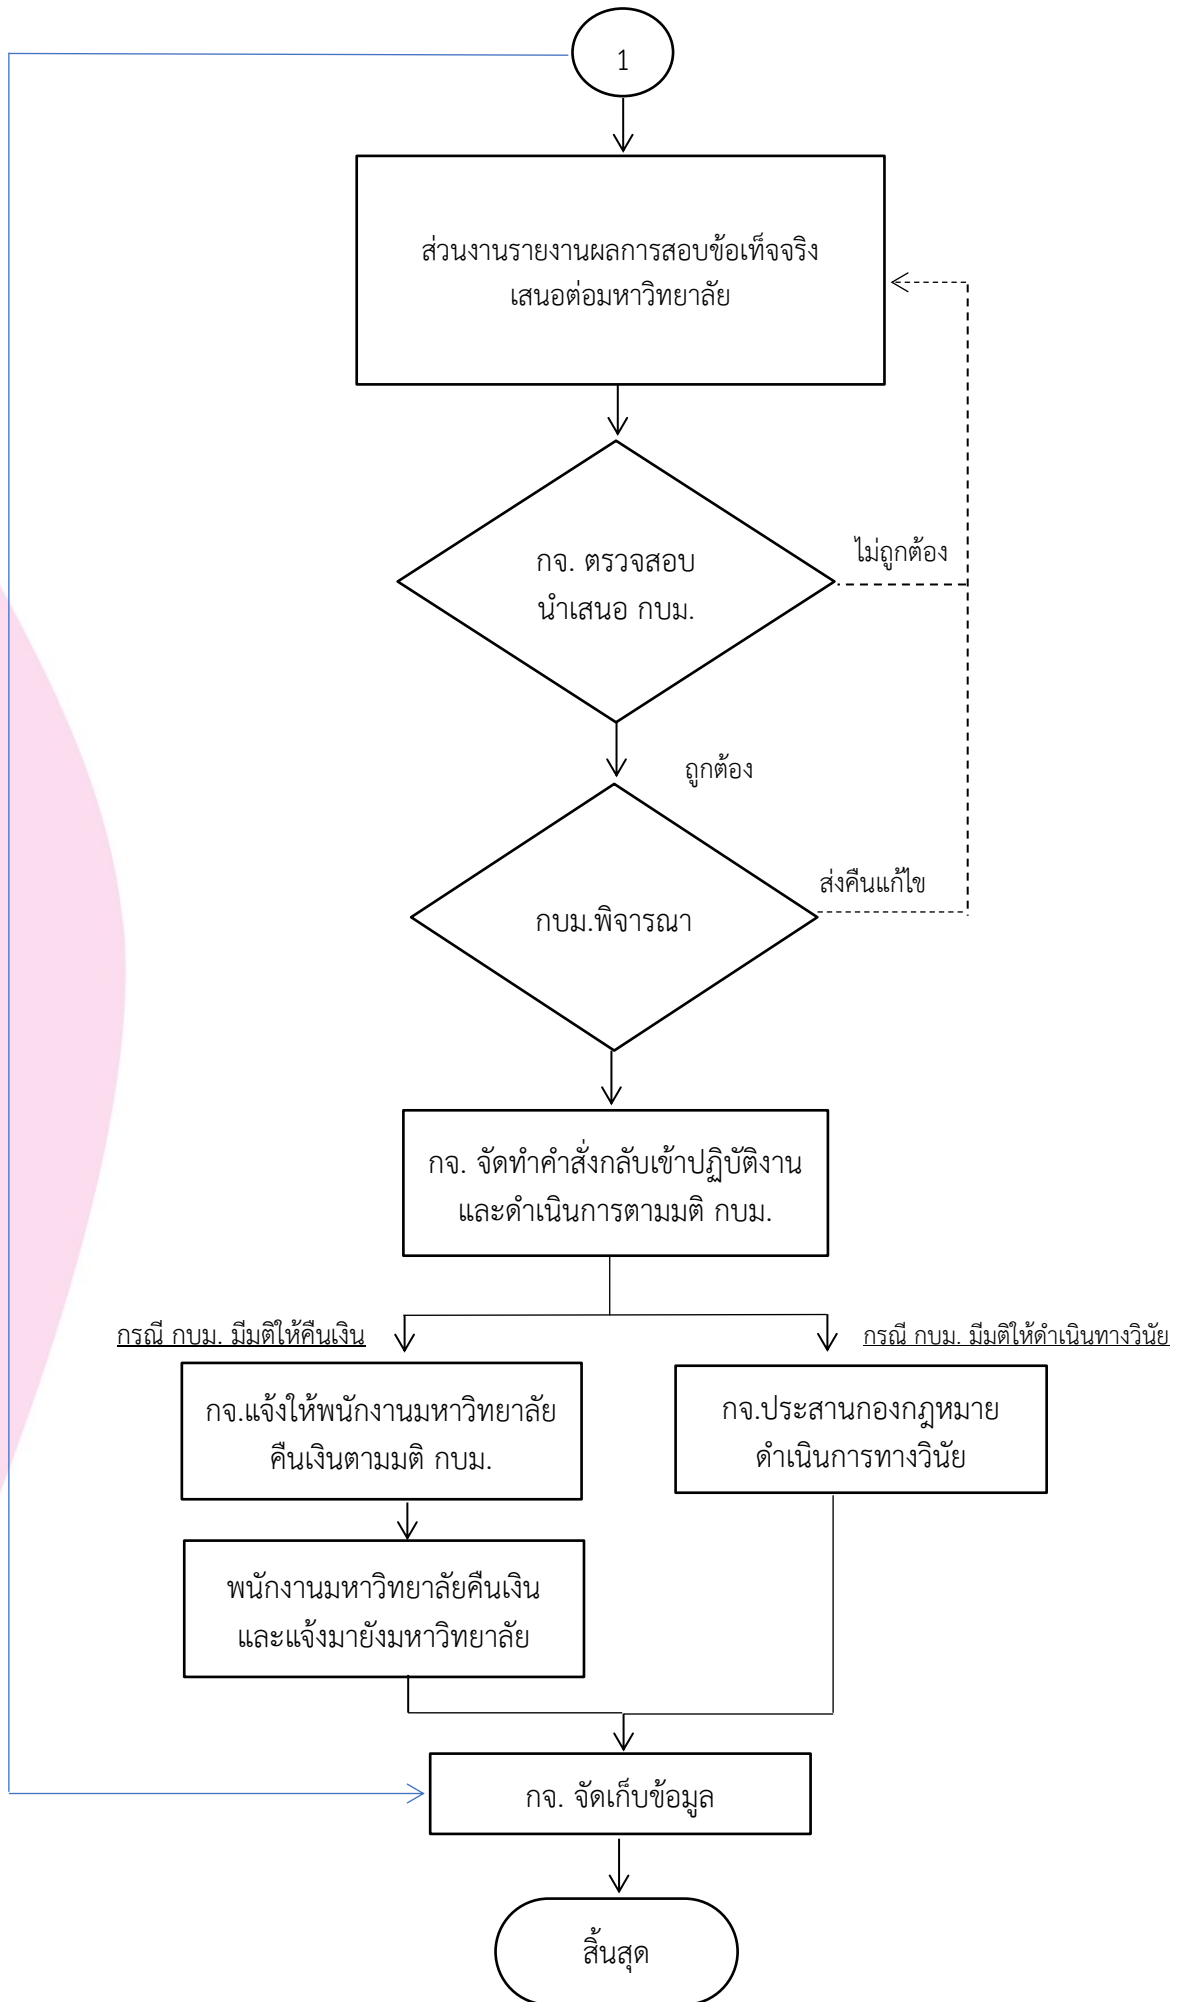 1
ส่วนงานรายงานผลการสอบข้อเท็จจริง
เสนอต่อมหาวิทยาลัย
กจ. ตรวจสอบ
นำเสนอ กบม.
ไม่ถูกต้อง
ถูกต้อง
กบม.พิจารณา
ส่งคืนแก้ไข
กจ. จัดทำคำสั่งกลับเข้าปฏิบัติงาน
และดำเนินการตามมติ กบม.
กรณี กบม. มีมติให้คืนเงิน
กรณี กบม. มีมติให้ดำเนินทางวินัย
กจ.แจ้งให้พนักงานมหาวิทยาลัย
คืนเงินตามมติ กบม.
กจ.ประสานกองกฎหมาย
ดำเนินการทางวินัย
พนักงานมหาวิทยาลัยคืนเงิน
และแจ้งมายังมหาวิทยาลัย
กจ. จัดเก็บข้อมูล
สิ้นสุด